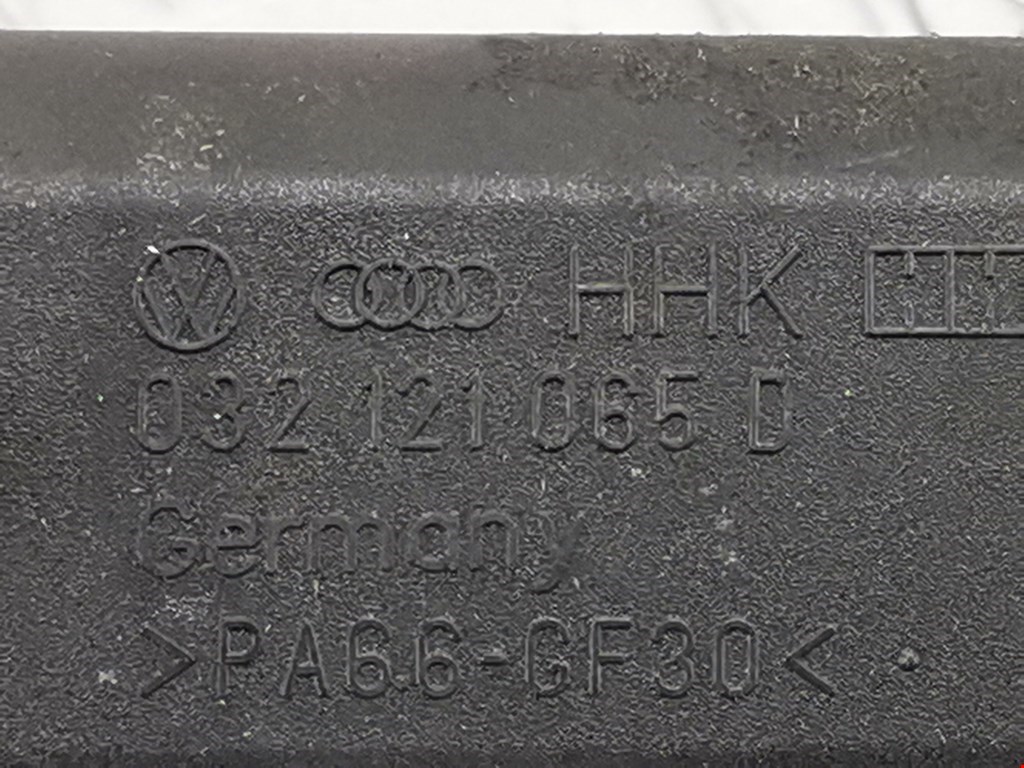 HHK
032 121 065 D
Germany
>PA66-GF30<